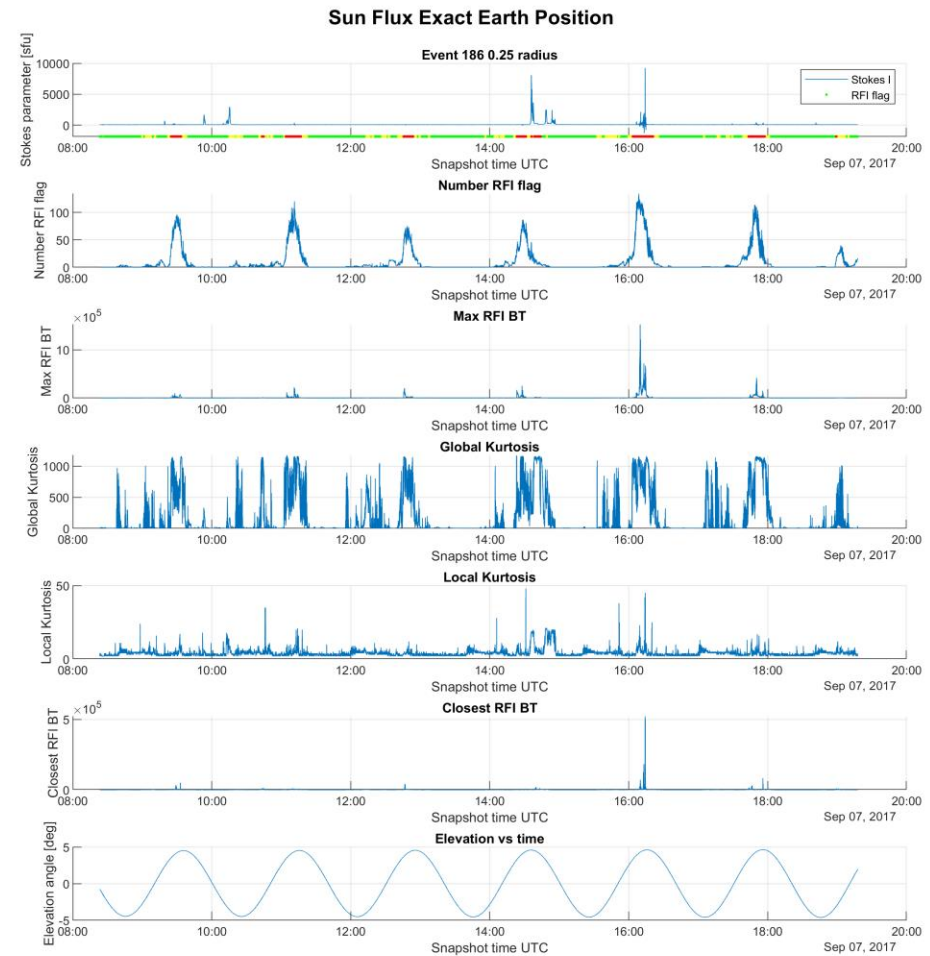 Sun Flux Exact Earth Position
Event 186 0.25 radius
Stokes parameter [sfu]
10000
5000
0
Stokes I
RFI flag
08:00 10:00 12:00 14:00 16:00 18:00 20:00
Snapshot time UTC
Sep 07, 2017
Number RFI flag
Number RFI flag
100
50
0
08:00 10:00 12:00 14:00 16:00 18:00 20:00
Snapshot time UTC
Sep 07, 2017
Max RFI BT
×10^5
Max RFI BT
10
0
08:00 10:00 12:00 14:00 16:00 18:00 20:00
Snapshot time UTC
Sep 07, 2017
Global Kurtosis
Global Kurtosis
1000
500
0
08:00 10:00 12:00 14:00 16:00 18:00 20:00
Snapshot time UTC
Sep 07, 2017
Local Kurtosis
Local Kurtosis
50
0
08:00 10:00 12:00 14:00 16:00 18:00 20:00
Snapshot time UTC
Sep 07, 2017
Closest RFI BT
×10^5
Closest RFI BT
5
0
08:00 10:00 12:00 14:00 16:00 18:00 20:00
Snapshot time UTC
Sep 07, 2017
Elevation vs time
Elevation angle [deg]
5
0
-5
08:00 10:00 12:00 14:00 16:00 18:00 20:00
Snapshot time UTC
Sep 07, 2017